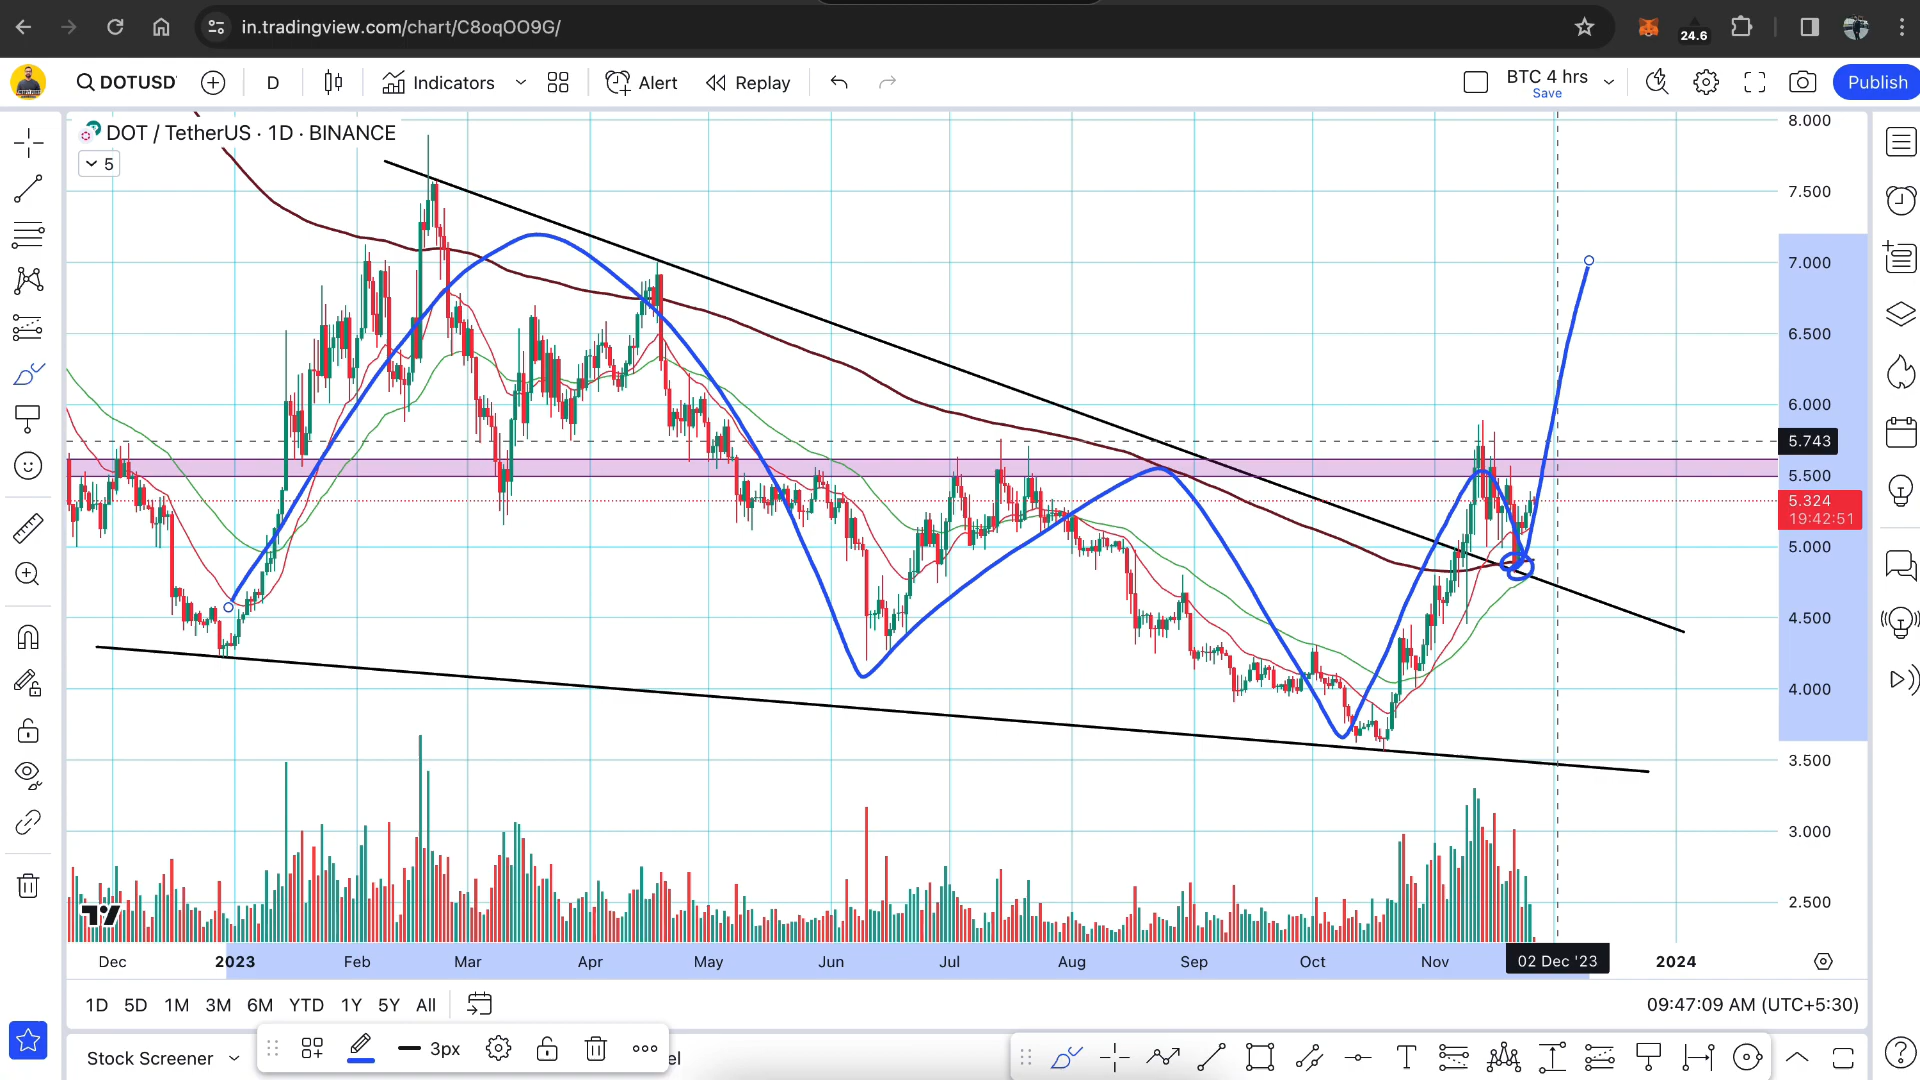 in.tradingview.com/chart/C8oqOO9G/
24.6
DOTUSD
D
Indicators
Alert
Replay
BTC 4 hrs
Save
Publish
DOT / TetherUS · 1D · BINANCE
5
8.000
7.500
7.000
6.500
6.000
5.743
5.500
5.324
19:42:51
5.000
4.500
4.000
3.500
3.000
2.500
Dec 2023 Feb Mar Apr May Jun Jul Aug Sep Oct Nov 02 Dec '23 2024
1D 5D 1M 3M 6M YTD 1Y 5Y All
09:47:09 AM (UTC+5:30)
Stock Screener
3px
el